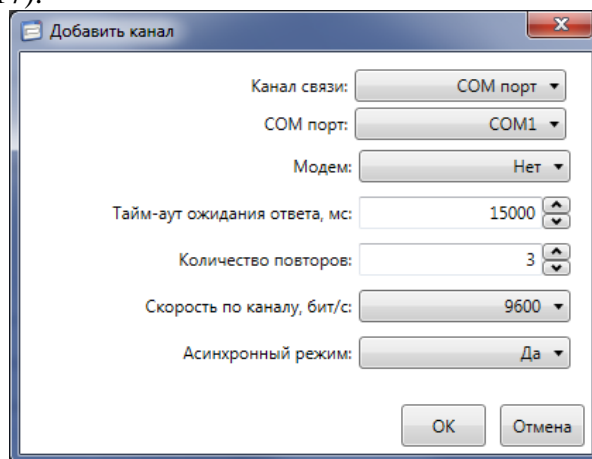 17).
Добавить канал
Канал связи: COM порт
COM порт: COM1
Модем: Нет
Тайм-аут ожидания ответа, мс: 15000
Количество повторов: 3
Скорость по каналу, бит/с: 9600
Асинхронный режим: Да
OK Отмена